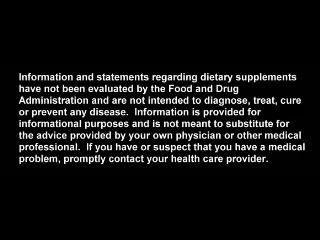 Information and statements regarding dietary supplements
have not been evaluated by the Food and Drug
Administration and are not intended to diagnose, treat, cure
or prevent any disease.  Information is provided for
informational purposes and is not meant to substitute for
the advice provided by your own physician or other medical
professional.  If you have or suspect that you have a medical
problem, promptly contact your health care provider.